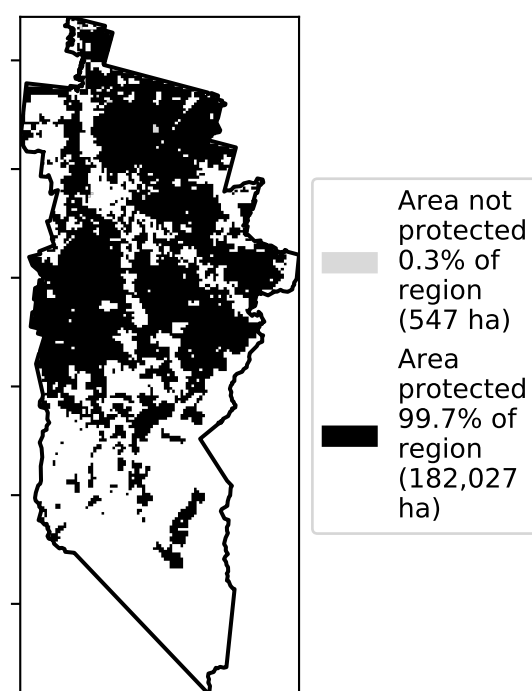 Area not
protected
0.3% of
region
(547 ha)
Area
protected
99.7% of
region
(182,027
ha)